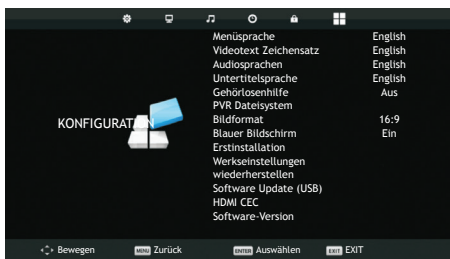 Menüsprache English
Videotext Zeichensatz English
Audiosprachen English
Untertitelsprache English
Gehörlosenhilfe Aus
PVR Dateisystem
KONFIGURATION
Bildformat 16:9
Blauer Bildschirm Ein
Erstinstallation
Werkseinstellungen
wiederherstellen
Software Update (USB)
HDMI CEC
Software-Version
Bewegen MENU Zurück ENTER Auswählen EXIT EXIT